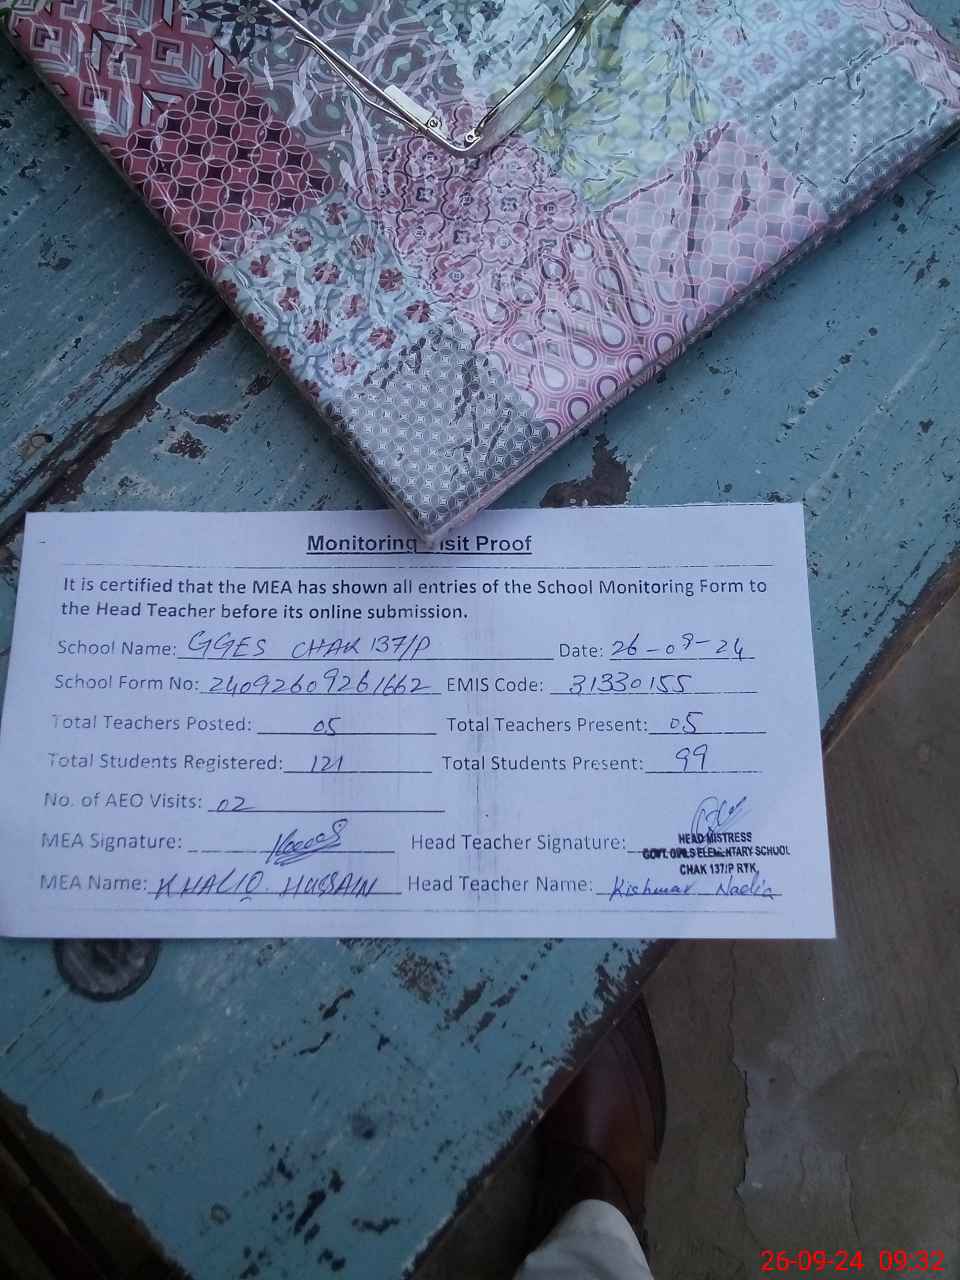 Monitoring isit Proof
It is certified that the MEA has shown all entries of the School Monitoring Form to
the Head Teacher before its online submission.
School Name: GGES CHAK 137/P Date: 26-09-24
School Form No: 24092609261662 EMIS Code: 31330155
Total Teachers Posted: 05 Total Teachers Present: 05
Total Students Registered: 121 Total Students Present: 99
No. of AEO Visits: 02
MEA Signature: Head Teacher Signature:
HEAD MISTRESS
GOVT. GIRLS ELEMENTARY SCHOOL
CHAK 137/P RYK
MEA Name: KHALIQ HUSSAIN Head Teacher Name: Kishwar Nadia
26-09-24 09:32